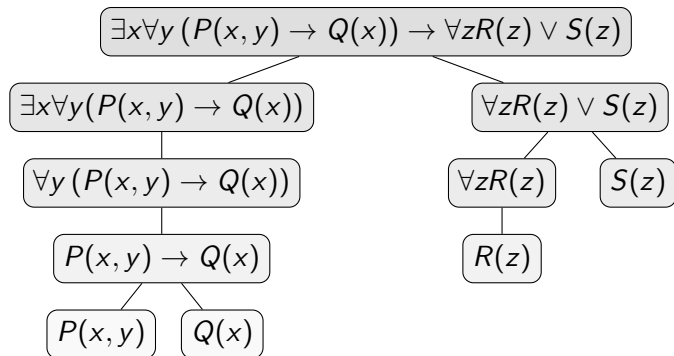 ∃x∀y (P(x, y) → Q(x)) → ∀zR(z) ∨ S(z)
∃x∀y(P(x, y) → Q(x))
∀zR(z) ∨ S(z)
∀y (P(x, y) → Q(x))
∀zR(z)
S(z)
P(x, y) → Q(x)
R(z)
P(x, y)
Q(x)